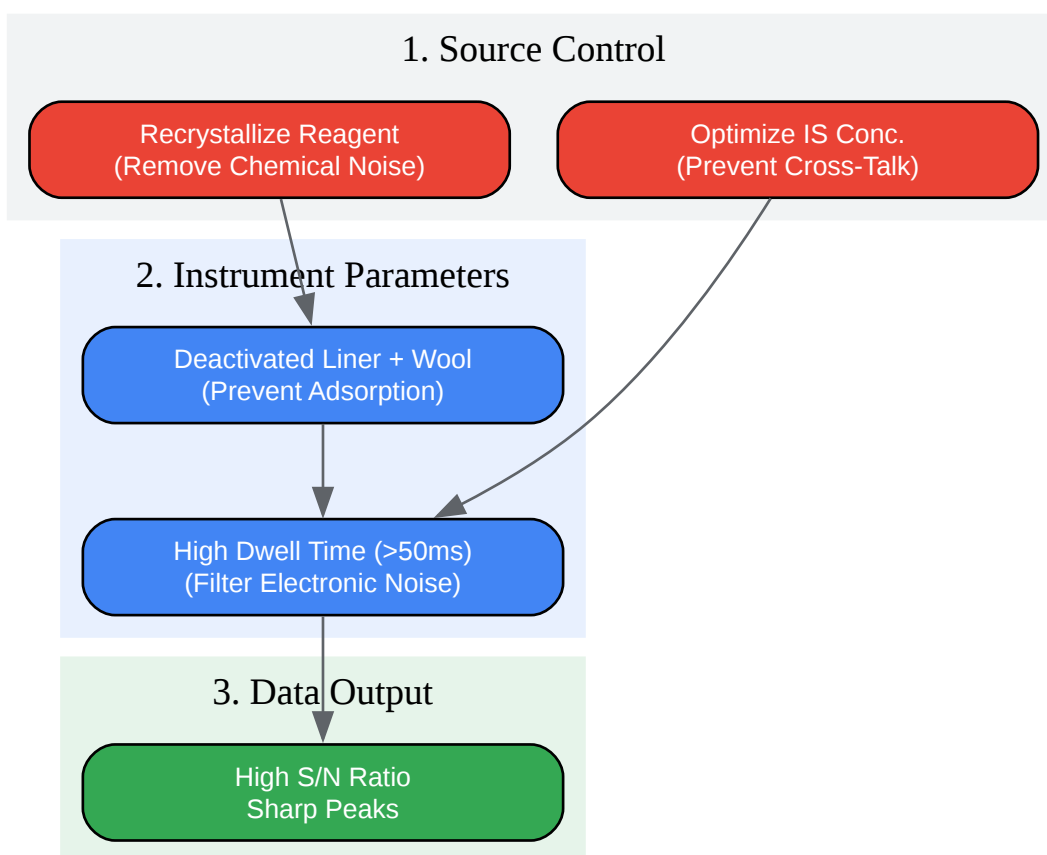 1. Source Control
Recrystallize Reagent
(Remove Chemical Noise)
Optimize IS Conc.
(Prevent Cross-Talk)
2. Instrument Parameters
Deactivated Liner + Wool
(Prevent Adsorption)
High Dwell Time (>50ms)
(Filter Electronic Noise)
3. Data Output
High S/N Ratio
Sharp Peaks